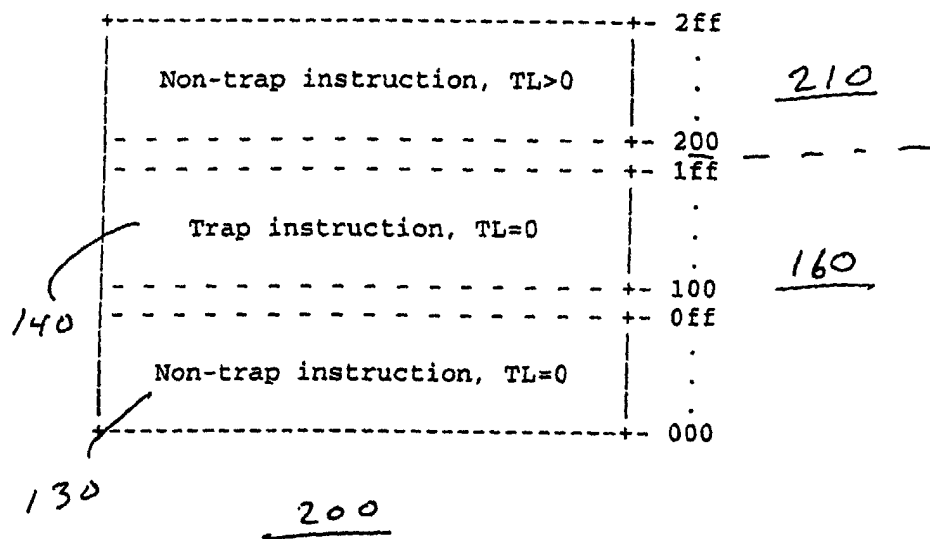 +-----------------------------------+- 2ff
.
Non-trap instruction, TL>0 .
210
.
- - - - - - - - - - - - - - - - - - +- 200
- - - - - - - - - - - - - - - - - - +- 1ff
.
Trap instruction, TL=0 .
.
160
- - - - - - - - - - - - - - - - - - +- 100
140
- - - - - - - - - - - - - - - - - - +- 0ff
.
Non-trap instruction, TL=0 .
.
+-----------------------------------+- 000
130
200